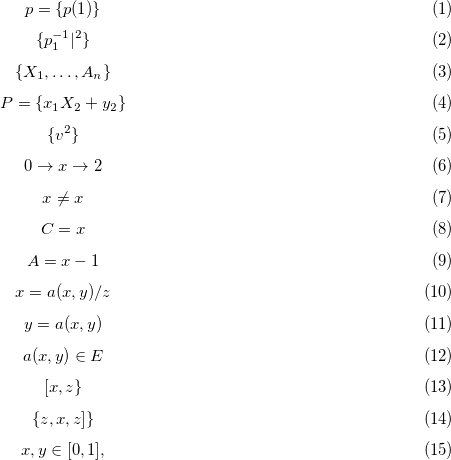 p = {p(1)} (1)
{p_1^{-1}|^2} (2)
{X_1, . . . , A_n} (3)
P = {x_1X_2 + y_2} (4)
{v^2} (5)
0 → x → 2 (6)
x ≠ x (7)
C = x (8)
A = x − 1 (9)
x = a(x, y)/z (10)
y = a(x, y) (11)
a(x, y) ∈ E (12)
[x, z} (13)
{z, x, z]} (14)
x, y ∈ [0, 1], (15)